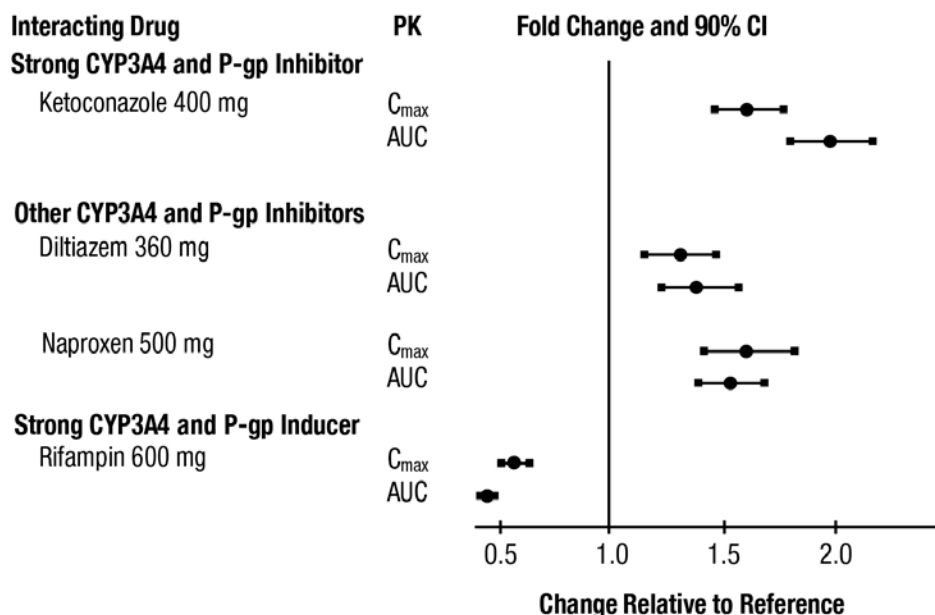 Interacting Drug PK Fold Change and 90% CI
Strong CYP3A4 and P-gp Inhibitor
Ketoconazole 400 mg Cmax
AUC
Other CYP3A4 and P-gp Inhibitors
Diltiazem 360 mg Cmax
AUC
Naproxen 500 mg Cmax
AUC
Strong CYP3A4 and P-gp Inducer
Rifampin 600 mg Cmax
AUC
0.5 1.0 1.5 2.0
Change Relative to Reference